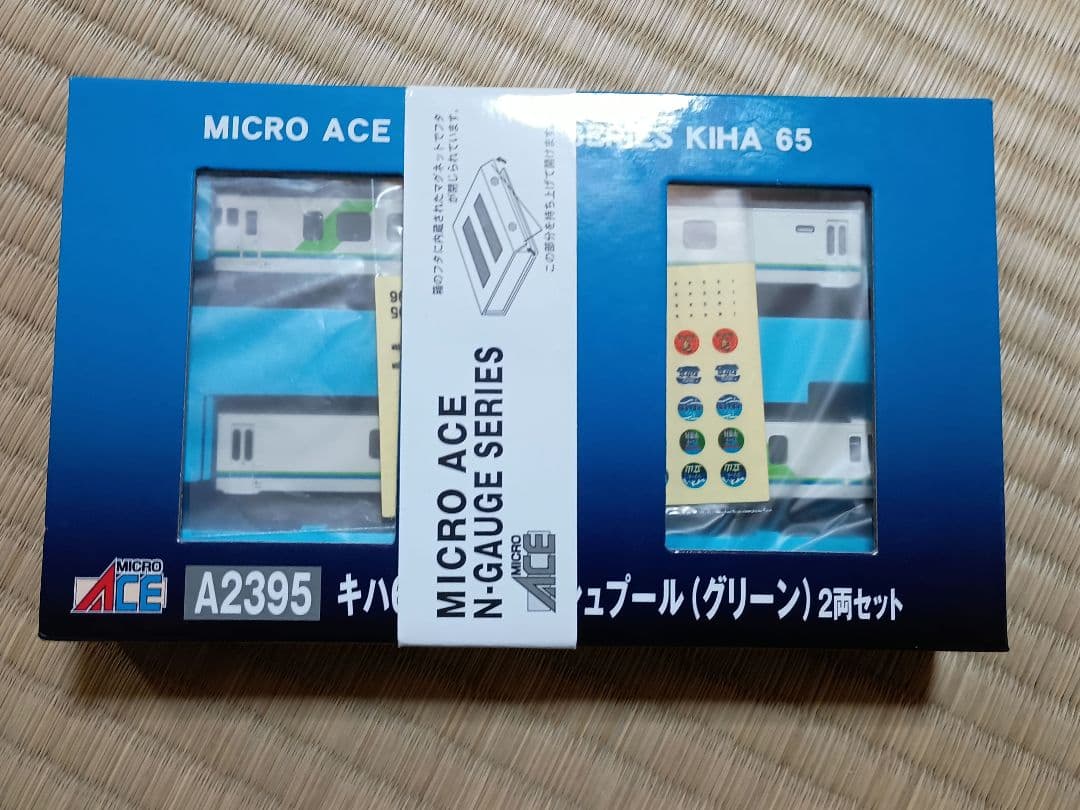 MICRO ACE
SERIES KIHA 65
箱のフタに内蔵されたマグネットでフタ
が閉じられています。
この部分を持ち上げて開けます
MICRO ACE
N-GAUGE SERIES
MICRO
ACE
MICRO
ACE
A2395
キハ
シュプール(グリーン)2両セット